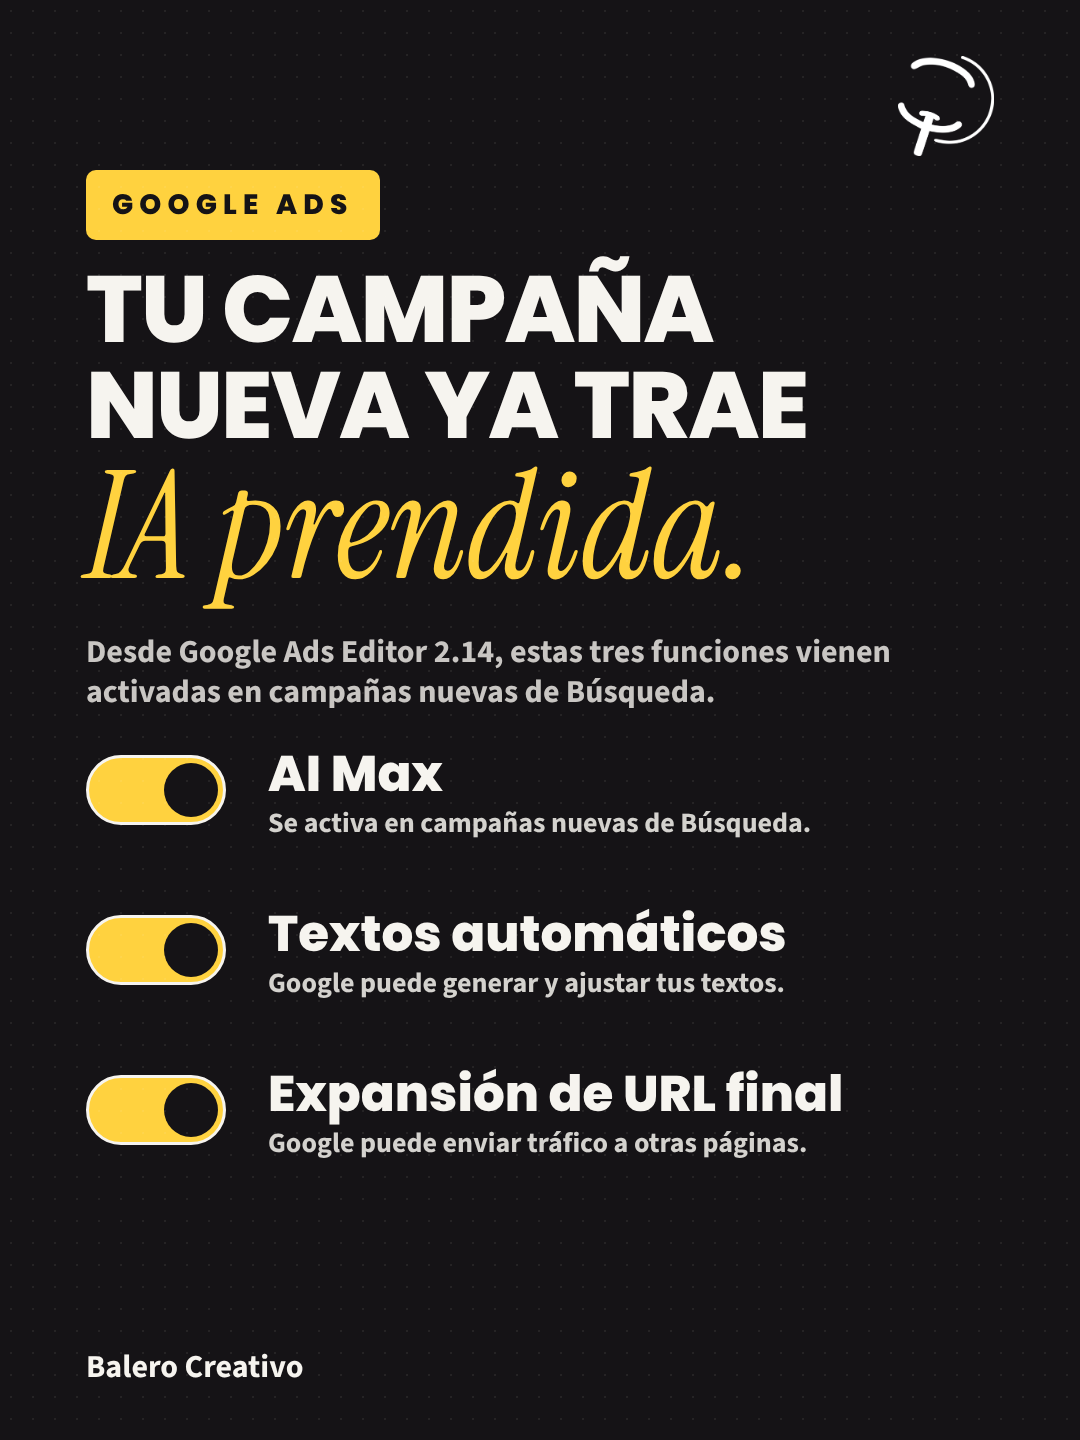 GOOGLE ADS
TU CAMPAÑA
NUEVA YA TRAE
IA prendida.
Desde Google Ads Editor 2.14, estas tres funciones vienen
activadas en campañas nuevas de Búsqueda.
AI Max
Se activa en campañas nuevas de Búsqueda.
Textos automáticos
Google puede generar y ajustar tus textos.
Expansión de URL final
Google puede enviar tráfico a otras páginas.
Balero Creativo